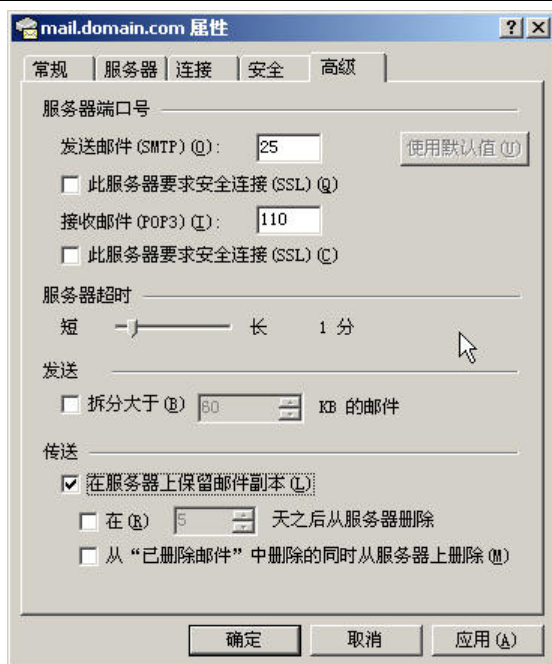 mail.domain.com 属性
常规 服务器 连接 安全 高级
服务器端口号
发送邮件(SMTP)(O): 25 使用默认值(U)
此服务器要求安全连接(SSL)(Q)
接收邮件(POP3)(I): 110
此服务器要求安全连接(SSL)(C)
服务器超时
短 长 1 分
发送
拆分大于(B) 60 KB 的邮件
传送
在服务器上保留邮件副本(L)
在(R) 5 天之后从服务器删除
从“已删除邮件”中删除的同时从服务器上删除(M)
确定 取消 应用(A)